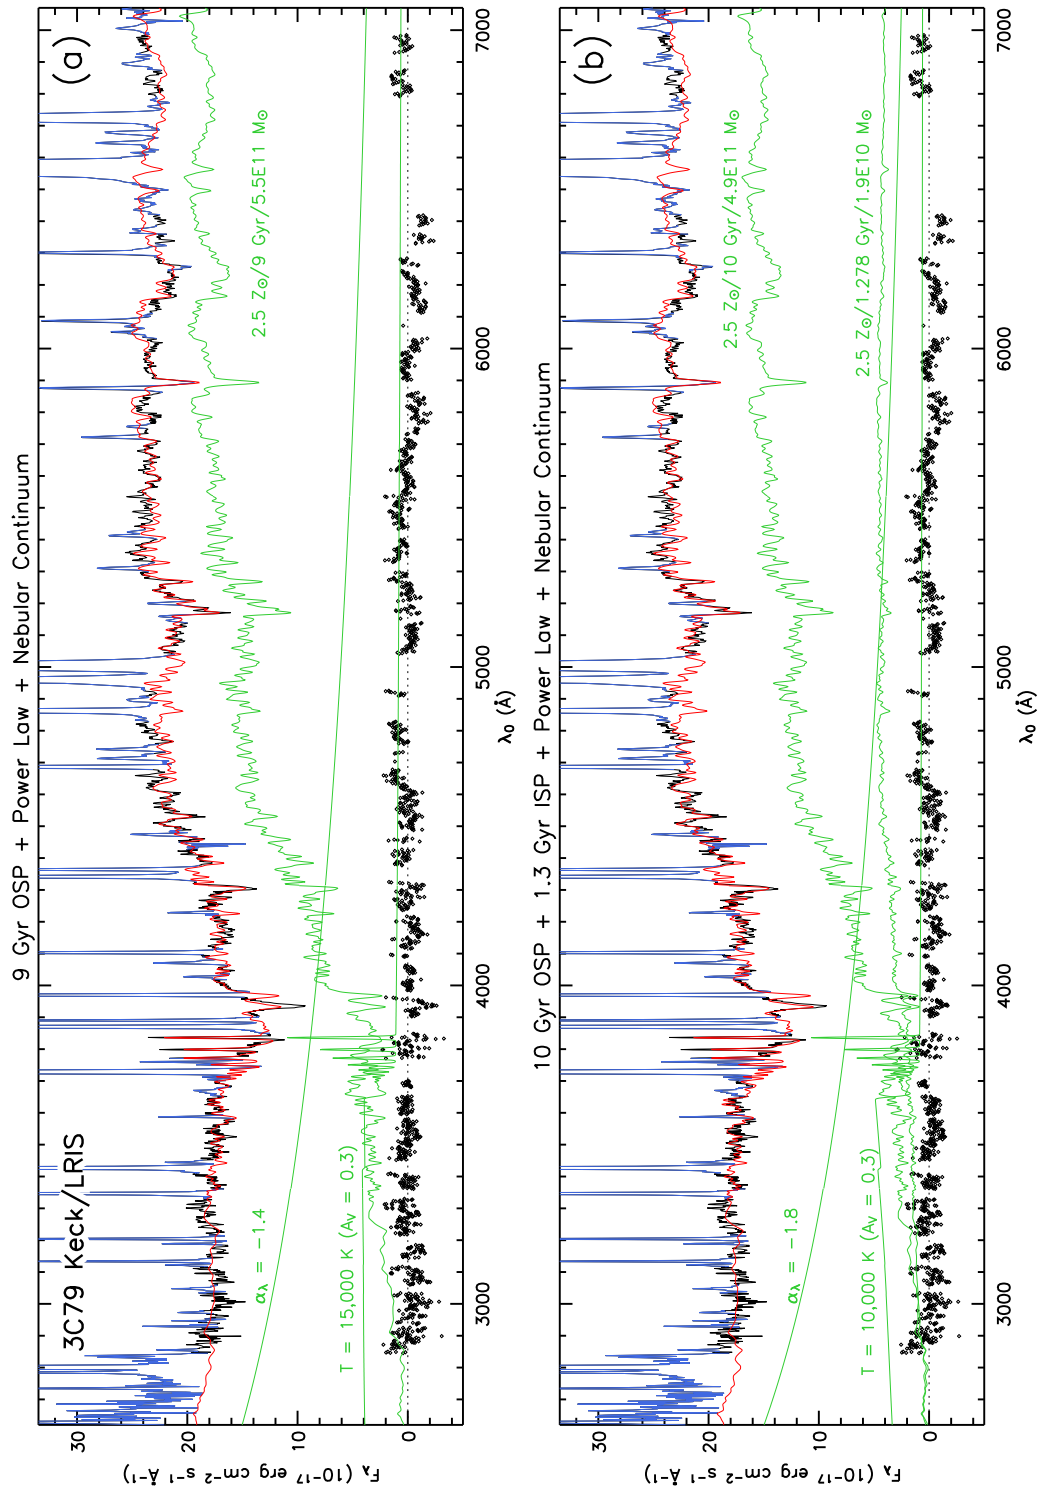 9 Gyr OSP + Power Law + Nebular Continuum
3C79 Keck/LRIS
(a)
30
20
10
0
F_λ (10⁻¹⁷ erg cm⁻² s⁻¹ Å⁻¹)
α_λ = −1.4
T = 15,000 K (Av = 0.3)
2.5 Z⊙/9 Gyr/5.5E11 M⊙
3000
4000
5000
6000
7000
λ₀ (Å)
10 Gyr OSP + 1.3 Gyr ISP + Power Law + Nebular Continuum
(b)
30
20
10
0
F_λ (10⁻¹⁷ erg cm⁻² s⁻¹ Å⁻¹)
α_λ = −1.8
T = 10,000 K (Av = 0.3)
2.5 Z⊙/10 Gyr/4.9E11 M⊙
2.5 Z⊙/1.278 Gyr/1.9E10 M⊙
3000
4000
5000
6000
7000
λ₀ (Å)